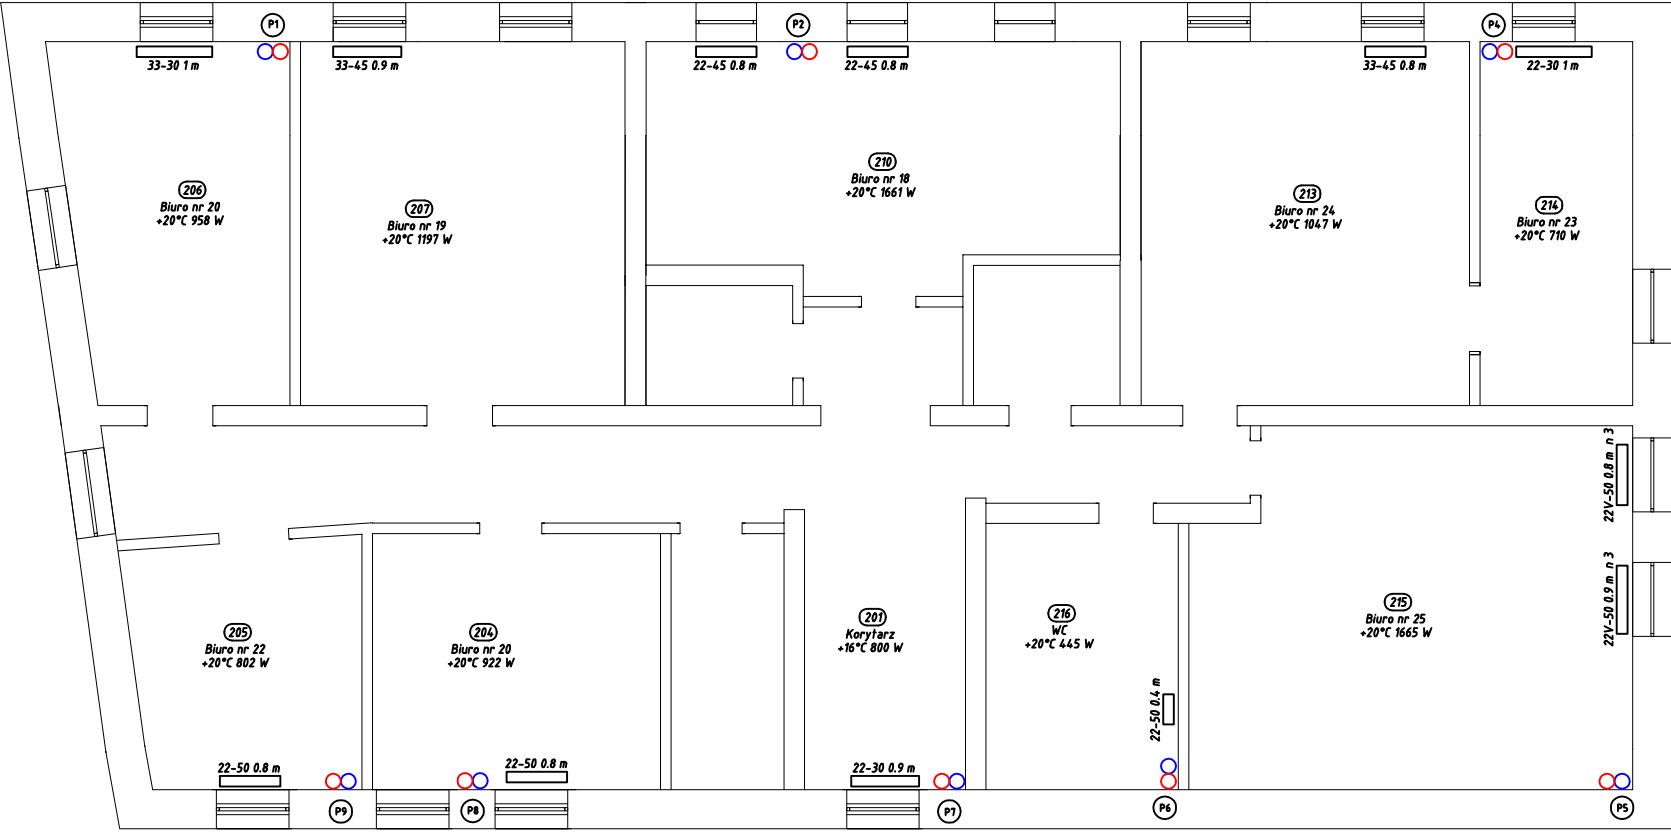 P1
P2
P4
33-30 1 m
33-45 0.9 m
22-45 0.8 m
22-45 0.8 m
33-45 0.8 m
22-30 1 m
206
Biuro nr 20
+20°C 958 W
207
Biuro nr 19
+20°C 1197 W
210
Biuro nr 18
+20°C 1661 W
213
Biuro nr 24
+20°C 1047 W
214
Biuro nr 23
+20°C 710 W
22V-50 0.8 m n 3
22V-50 0.9 m n 3
205
Biuro nr 22
+20°C 802 W
204
Biuro nr 20
+20°C 922 W
201
Korytarz
+16°C 800 W
216
WC
+20°C 445 W
215
Biuro nr 25
+20°C 1665 W
22-50 0.4 m
22-50 0.8 m
22-50 0.8 m
22-30 0.9 m
P9
P8
P7
P6
P5